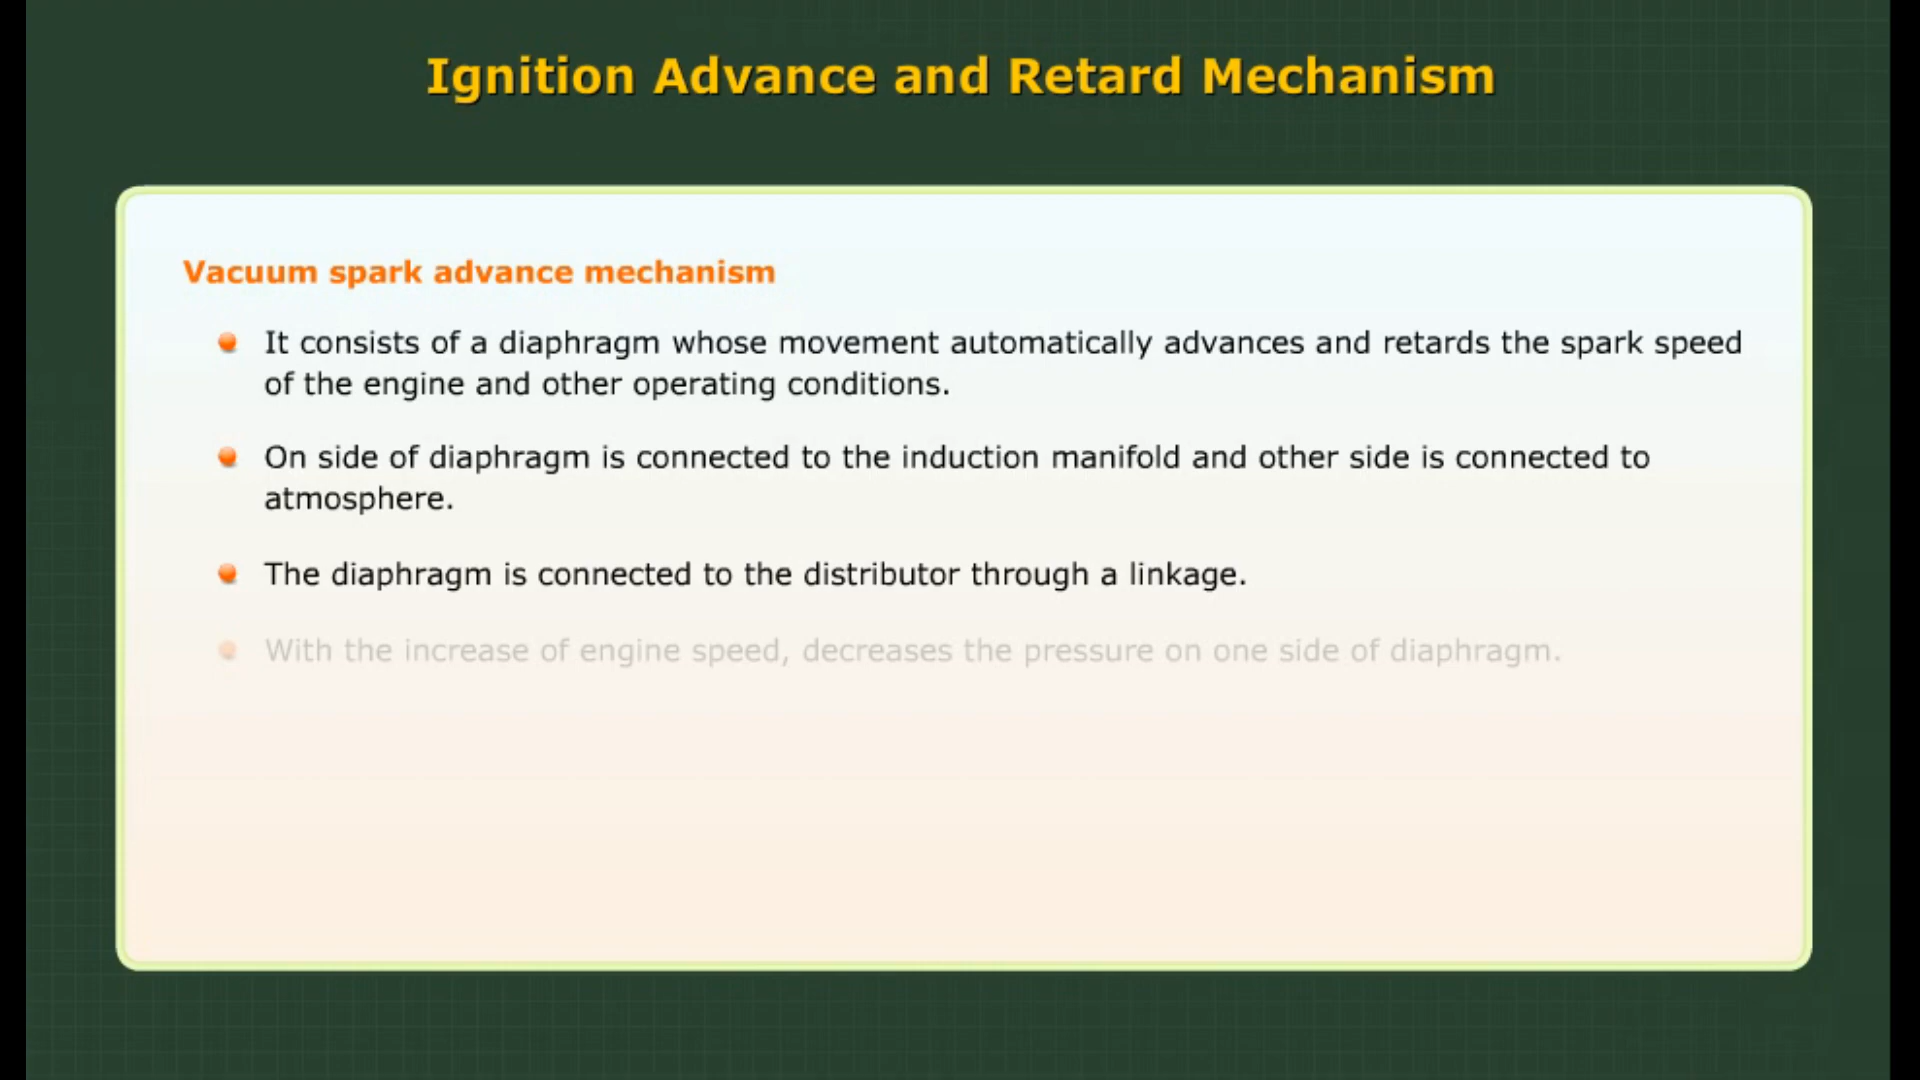 Ignition Advance and Retard Mechanism
Vacuum spark advance mechanism
It consists of a diaphragm whose movement automatically advances and retards the spark speed
of the engine and other operating conditions.
On side of diaphragm is connected to the induction manifold and other side is connected to
atmosphere.
The diaphragm is connected to the distributor through a linkage.
With the increase of engine speed, decreases the pressure on one side of diaphragm.